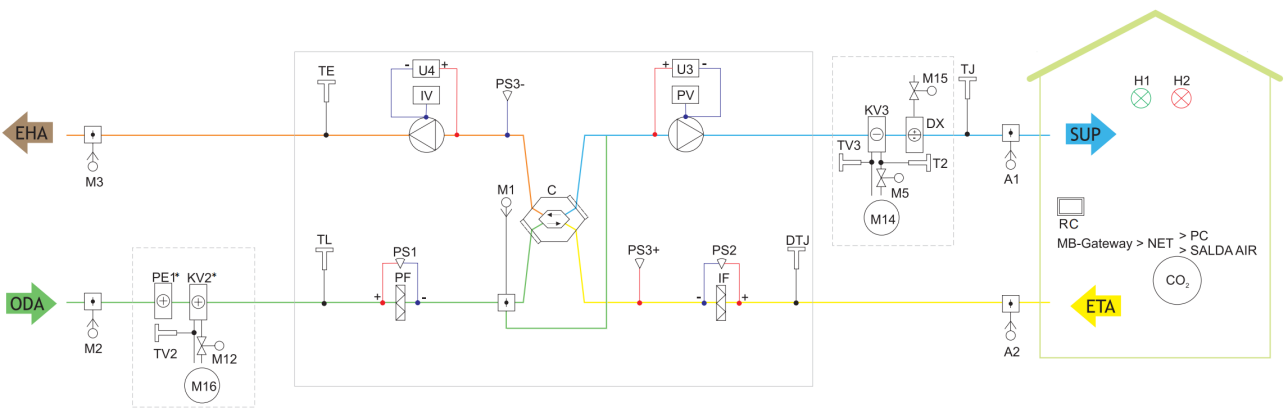 TE
- U4 +
IV
PS3-
+ U3 -
PV
M15
TJ
H1 H2
KV3
DX
EHA
SUP
M3
TV3
T2
A1
M1
C
M5
M14
RC
MB-Gateway > NET
> PC
> SALDA AIR
TL
PS1
PF
PS3+
PS2
IF
DTJ
CO2
PE1* KV2*
ODA
+ -
- +
ETA
M2
TV2
M12
A2
M16